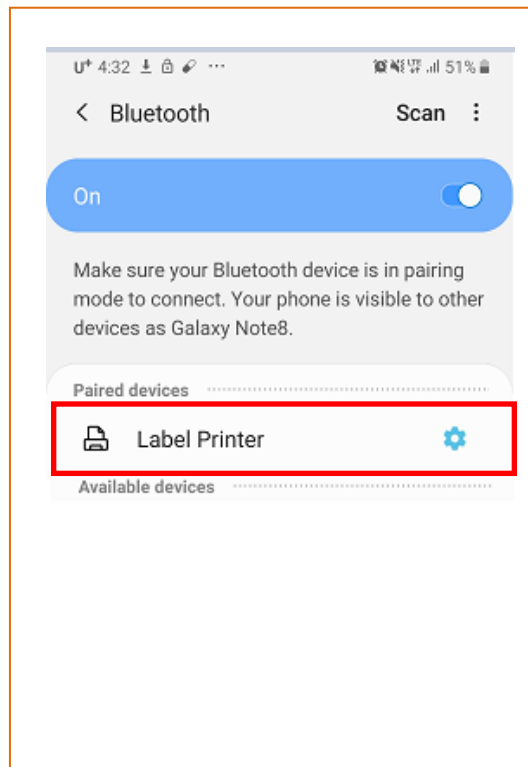 U⁺ 4:32 ··· LTE 51%
Bluetooth Scan
On
Make sure your Bluetooth device is in pairing
mode to connect. Your phone is visible to other
devices as Galaxy Note8.
Paired devices
Label Printer
Available devices